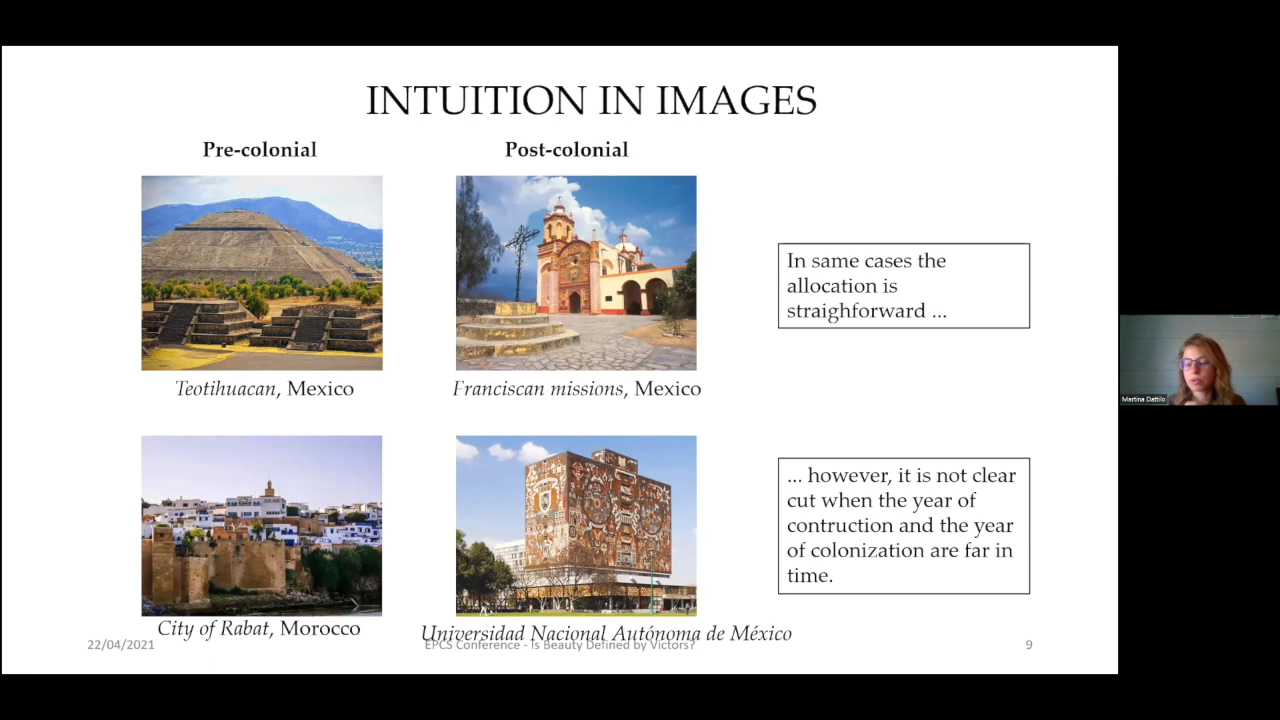 INTUITION IN IMAGES
Pre-colonial
Post-colonial
In same cases the
allocation is
straighforward ...
Teotihuacan, Mexico
Franciscan missions, Mexico
... however, it is not clear
cut when the year of
contruction and the year
of colonization are far in
time.
City of Rabat, Morocco
Universidad Nacional Autónoma de México
22/04/2021
EPCS Conference - Is Beauty Defined by Victors?
9
Martina Dattilo